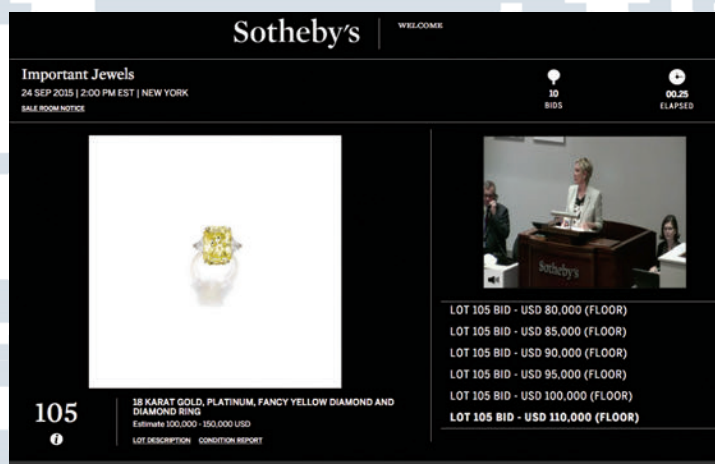 Sotheby's
WELCOME
Important Jewels
24 SEP 2015 | 2:00 PM EST | NEW YORK
SALE ROOM NOTICE
10
BIDS
00.25
ELAPSED
Sotheby's
LOT 105 BID - USD 80,000 (FLOOR)
LOT 105 BID - USD 85,000 (FLOOR)
LOT 105 BID - USD 90,000 (FLOOR)
LOT 105 BID - USD 95,000 (FLOOR)
LOT 105 BID - USD 100,000 (FLOOR)
LOT 105 BID - USD 110,000 (FLOOR)
105
i
18 KARAT GOLD, PLATINUM, FANCY YELLOW DIAMOND AND
DIAMOND RING
Estimate 100,000 - 150,000 USD
LOT DESCRIPTION CONDITION REPORT